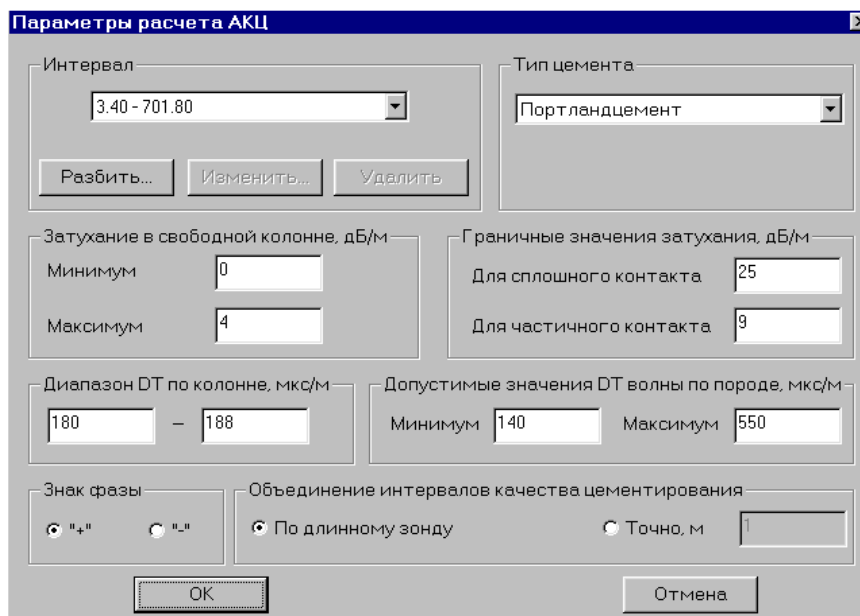 Параметры расчета АКЦ
Интервал
3.40 - 701.80
Разбить... Изменить... Удалить
Тип цемента
Портландцемент
Затухание в свободной колонне, дБ/м
Минимум 0
Максимум 4
Граничные значения затухания, дБ/м
Для сплошного контакта 25
Для частичного контакта 9
Диапазон DT по колонне, мкс/м
180 – 188
Допустимые значения DT волны по породе, мкс/м
Минимум 140 Максимум 550
Знак фазы
"+" "-"
Объединение интервалов качества цементирования
По длинному зонду Точно, м 1
OK Отмена